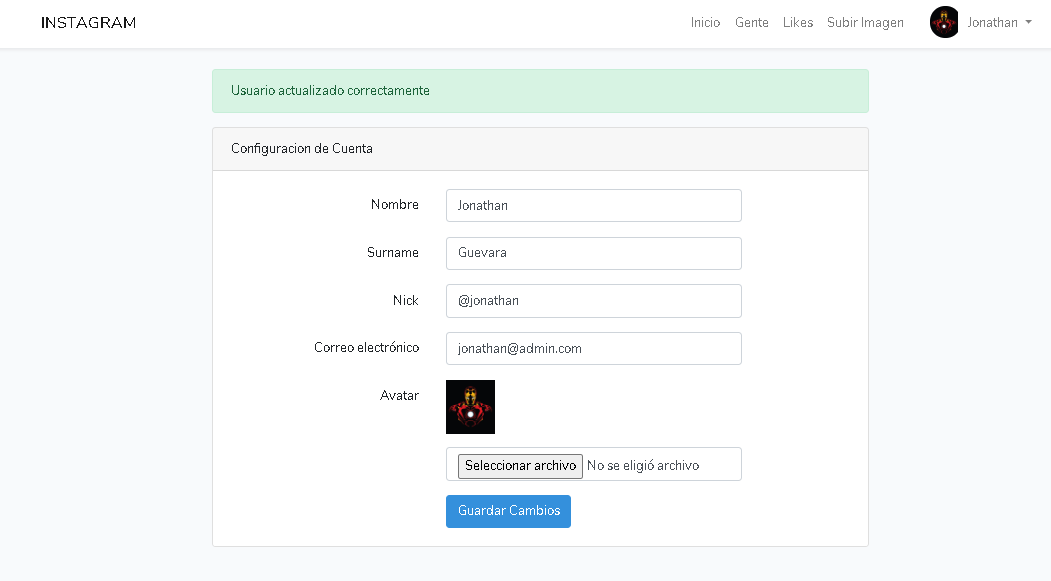 INSTAGRAM
Inicio Gente Likes Subir Imagen Jonathan
Usuario actualizado correctamente
Configuracion de Cuenta
Nombre Jonathan
Surname Guevara
Nick @jonathan
Correo electrónico jonathan@admin.com
Avatar
Seleccionar archivo No se eligió archivo
Guardar Cambios